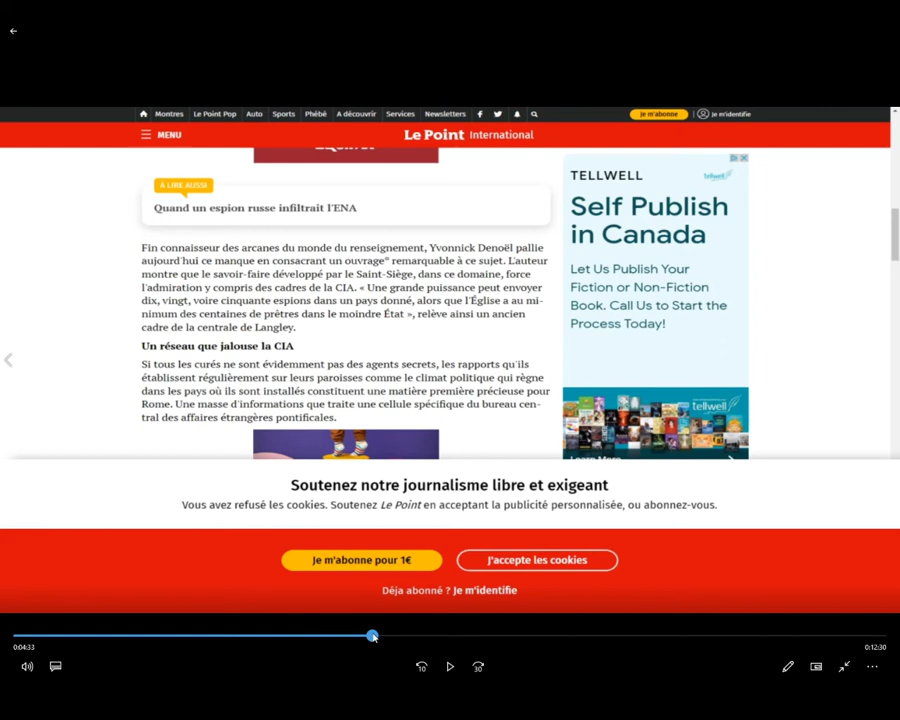 Montres Le Point Pop Auto Sports Phébé A découvrir Services Newsletters Je m'abonne Je m'identifie
MENU
Le Point International
À LIRE AUSSI
Quand un espion russe infiltrait l'ENA
Fin connaisseur des arcanes du monde du renseignement, Yvonnick Denoël pallie
aujourd'hui ce manque en consacrant un ouvrage* remarquable à ce sujet. L'auteur
montre que le savoir-faire développé par le Saint-Siège, dans ce domaine, force
l'admiration y compris des cadres de la CIA. « Une grande puissance peut envoyer
dix, vingt, voire cinquante espions dans un pays donné, alors que l'Église a au mi-
nimum des centaines de prêtres dans le moindre État », relève ainsi un ancien
cadre de la centrale de Langley.
Un réseau que jalouse la CIA
Si tous les curés ne sont évidemment pas des agents secrets, les rapports qu'ils
établissent régulièrement sur leurs paroisses comme le climat politique qui règne
dans les pays où ils sont installés constituent une matière première précieuse pour
Rome. Une masse d'informations que traite une cellule spécifique du bureau cen-
tral des affaires étrangères pontificales.
TELLWELL
tellwell
Self Publish
in Canada
Let Us Publish Your
Fiction or Non-Fiction
Book. Call Us to Start the
Process Today!
tellwell
Learn More
Soutenez notre journalisme libre et exigeant
Vous avez refusé les cookies. Soutenez Le Point en acceptant la publicité personnalisée, ou abonnez-vous.
Je m'abonne pour 1€
J'accepte les cookies
Déja abonné ? Je m'identifie
0:04:33
0:12:30
10
30